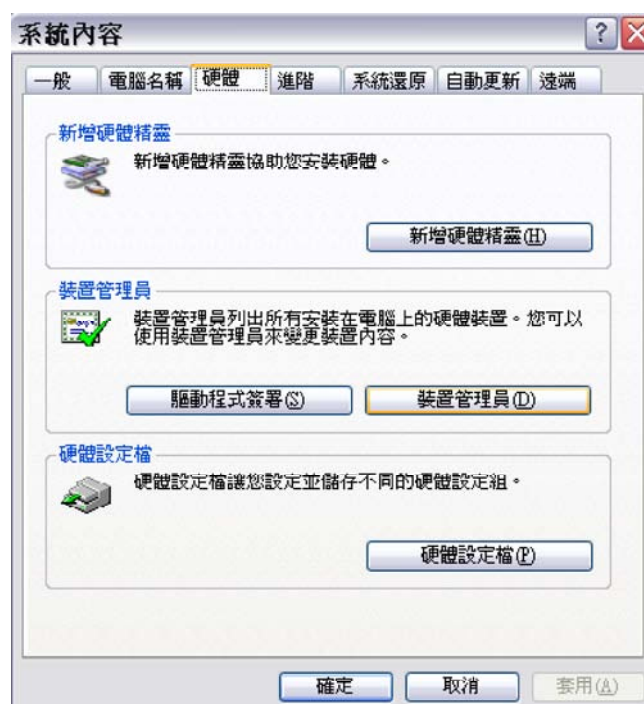 系統內容
一般 電腦名稱 硬體 進階 系統還原 自動更新 遠端
新增硬體精靈
新增硬體精靈協助您安裝硬體。
新增硬體精靈(H)
裝置管理員
裝置管理員列出所有安裝在電腦上的硬體裝置。您可以
使用裝置管理員來變更裝置內容。
驅動程式簽署(S) 裝置管理員(D)
硬體設定檔
硬體設定檔讓您設定並儲存不同的硬體設定組。
硬體設定檔(P)
確定 取消 套用(A)